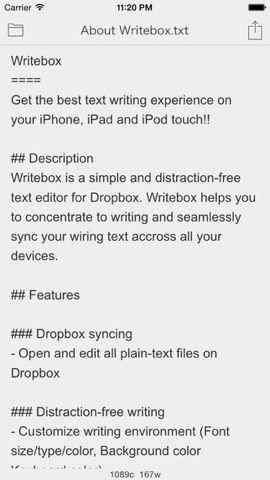 Carrier 11:20 PM
About Writebox.txt
Writebox
====
Get the best text writing experience on
your iPhone, iPad and iPod touch!!
## Description
Writebox is a simple and distraction-free
text editor for Dropbox. Writebox helps you
to concentrate to writing and seamlessly
sync your wiring text accross all your
devices.
## Features
### Dropbox syncing
- Open and edit all plain-text files on
Dropbox
### Distraction-free writing
- Customize writing environment (Font
size/type/color, Background color
Keyboard color)
1089c 167w